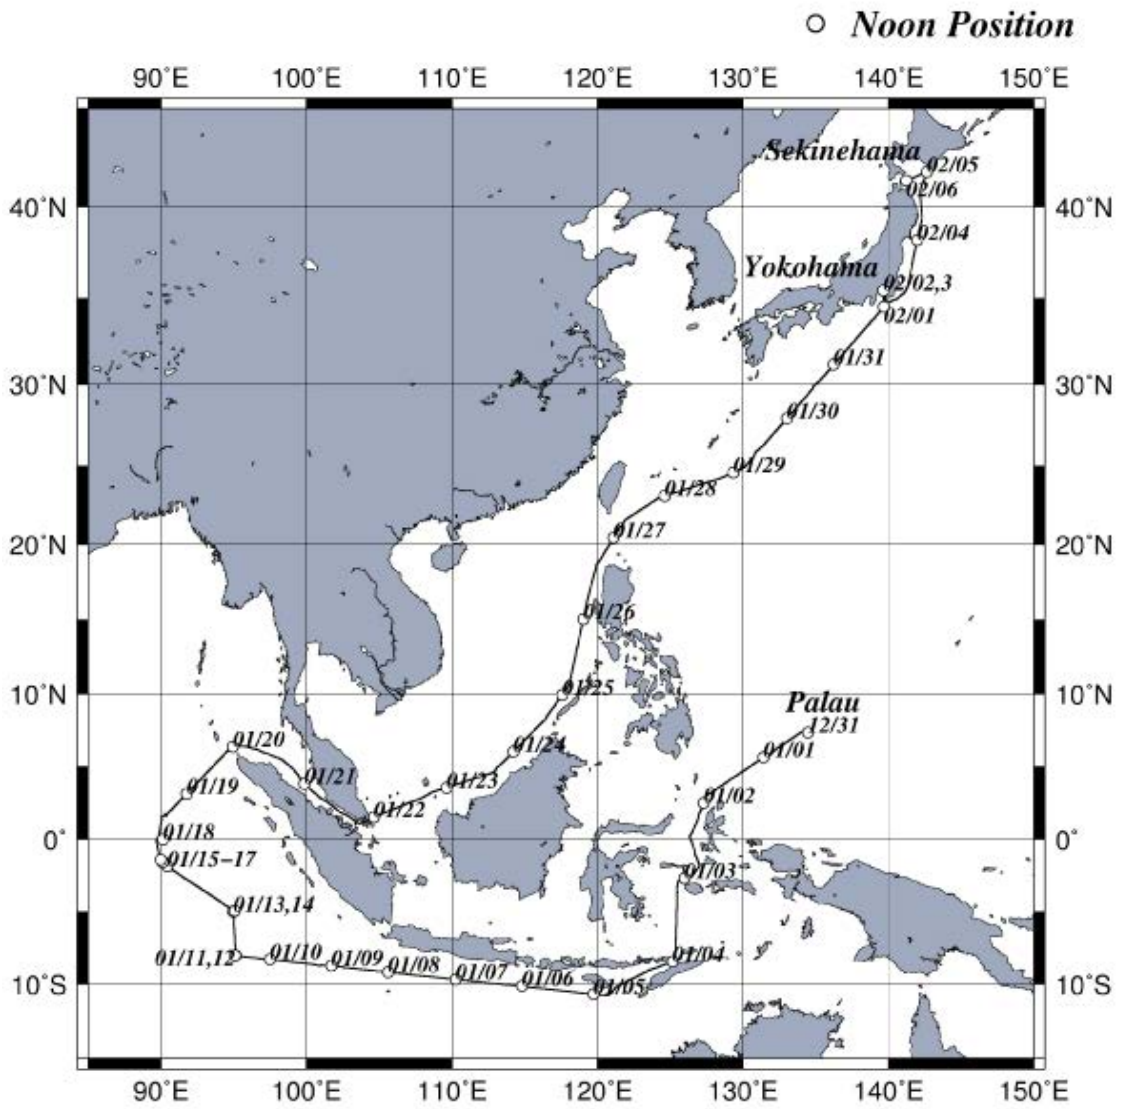 Noon Position
90°E 100°E 110°E 120°E 130°E 140°E 150°E
Sekinehama
02/05
02/06
40°N 40°N
02/04
Yokohama
02/02,3
02/01
01/31
30°N 30°N
01/30
01/29
01/28
01/27
20°N 20°N
01/26
01/25
10°N 10°N
Palau
12/31
01/20 01/24 01/01
01/19 01/21 01/23 01/02
01/22
01/18
0° 0°
01/15-17 01/03
01/13,14
01/11,12 01/10 01/09 01/08 01/07 01/06 01/05 01/04
10°S 10°S
90°E 100°E 110°E 120°E 130°E 140°E 150°E